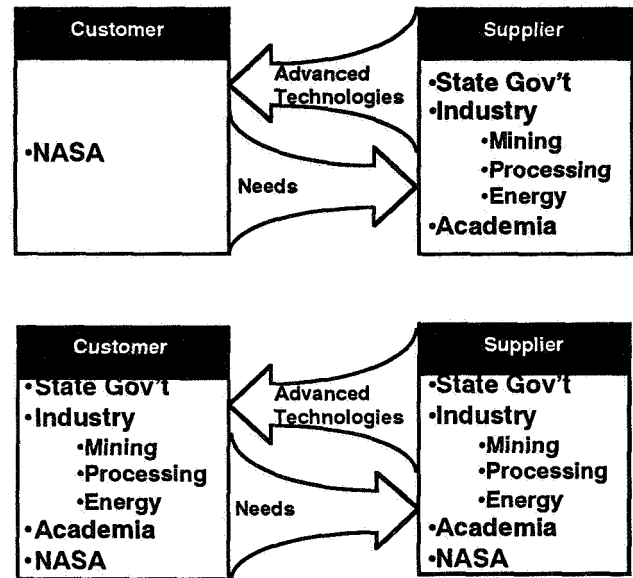 Customer
•NASA
Advanced
Technologies
Needs
Supplier
•State Gov't
•Industry
•Mining
•Processing
•Energy
•Academia
Customer
•State Gov't
•Industry
•Mining
•Processing
•Energy
•Academia
•NASA
Advanced
Technologies
Needs
Supplier
•State Gov't
•Industry
•Mining
•Processing
•Energy
•Academia
•NASA